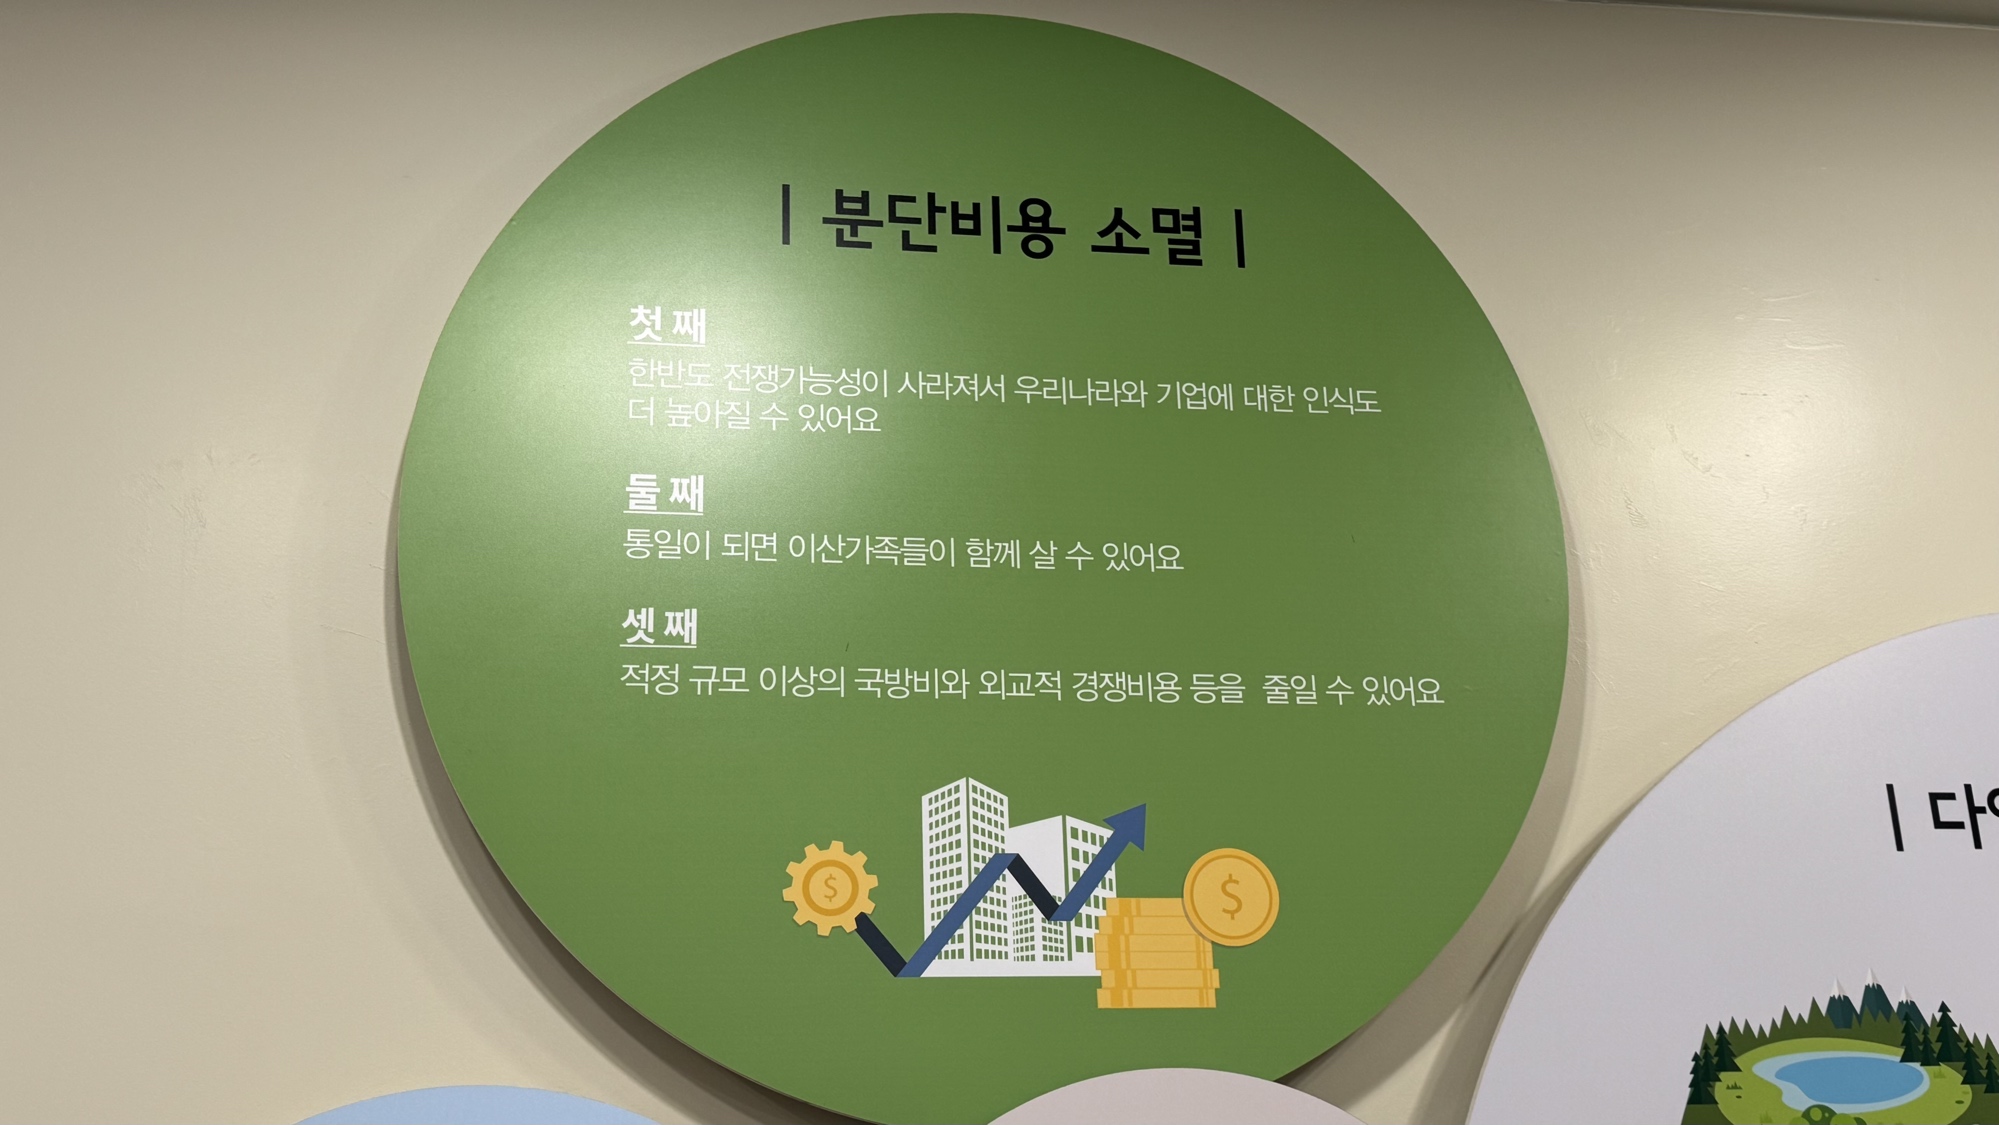 | 분단비용 소멸 |
첫째
한반도 전쟁가능성이 사라져서 우리나라와 기업에 대한 인식도
더 높아질 수 있어요
둘째
통일이 되면 이산가족들이 함께 살 수 있어요
셋째
적정 규모 이상의 국방비와 외교적 경쟁비용 등을 줄일 수 있어요
$
$